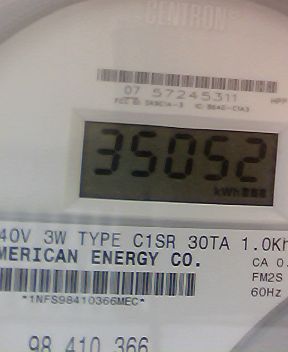 CENTRON
07 57245311
35052
kWh
40V 3W TYPE C1SR 30TA 1.0Kh
MERICAN ENERGY CO.
CA 0.
FM2S
60Hz
*1NFS98410366MEC*
98 410 366